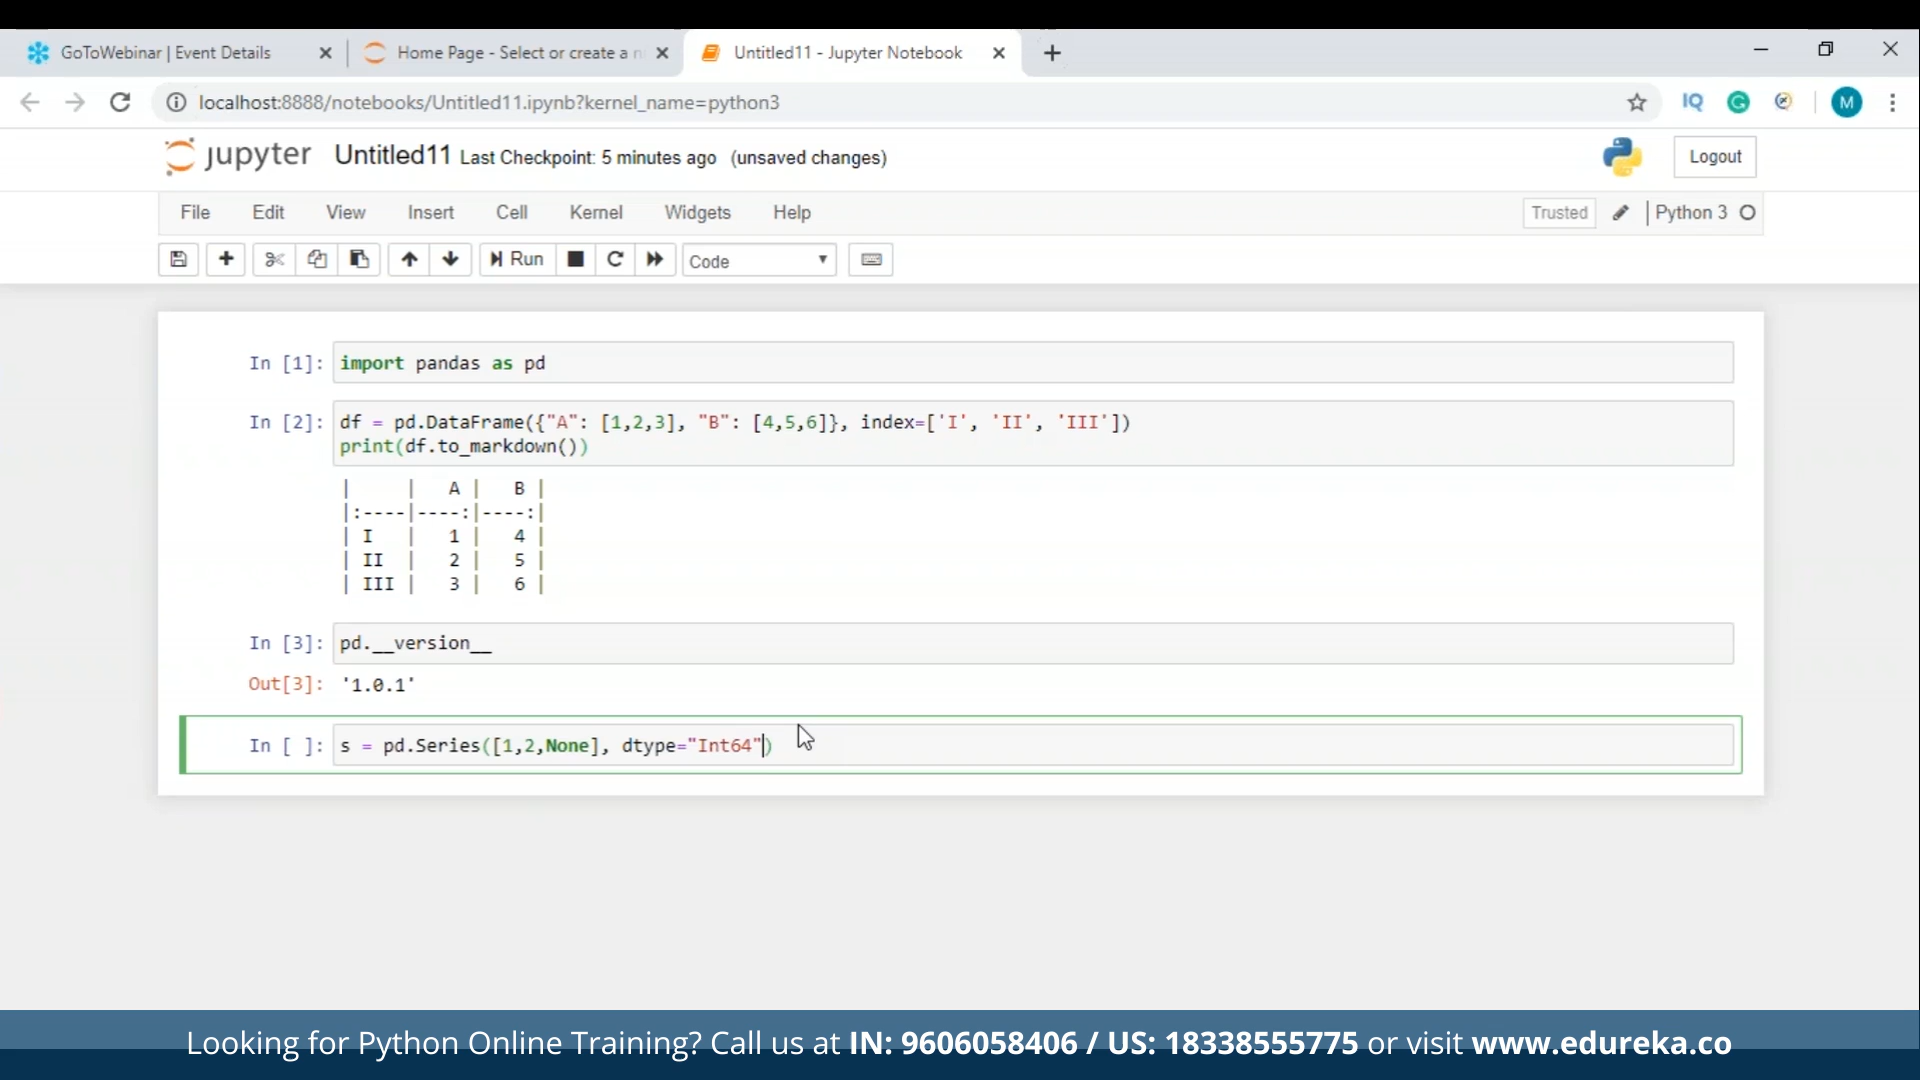 GoToWebinar | Event Details
Home Page - Select or create a n
Untitled11 - Jupyter Notebook
localhost:8888/notebooks/Untitled11.ipynb?kernel_name=python3
IQ
G
M
jupyter Untitled11 Last Checkpoint: 5 minutes ago (unsaved changes)
Logout
File Edit View Insert Cell Kernel Widgets Help
Trusted | Python 3
Run
Code
In [1]: import pandas as pd
In [2]: df = pd.DataFrame({"A": [1,2,3], "B": [4,5,6]}, index=['I', 'II', 'III'])
print(df.to_markdown())
|     |   A |   B |
|:----|----:|----:|
| I   |   1 |   4 |
| II  |   2 |   5 |
| III |   3 |   6 |
In [3]: pd.__version__
Out[3]: '1.0.1'
In [ ]: s = pd.Series([1,2,None], dtype="Int64")
Looking for Python Online Training? Call us at IN: 9606058406 / US: 18338555775 or visit www.edureka.co